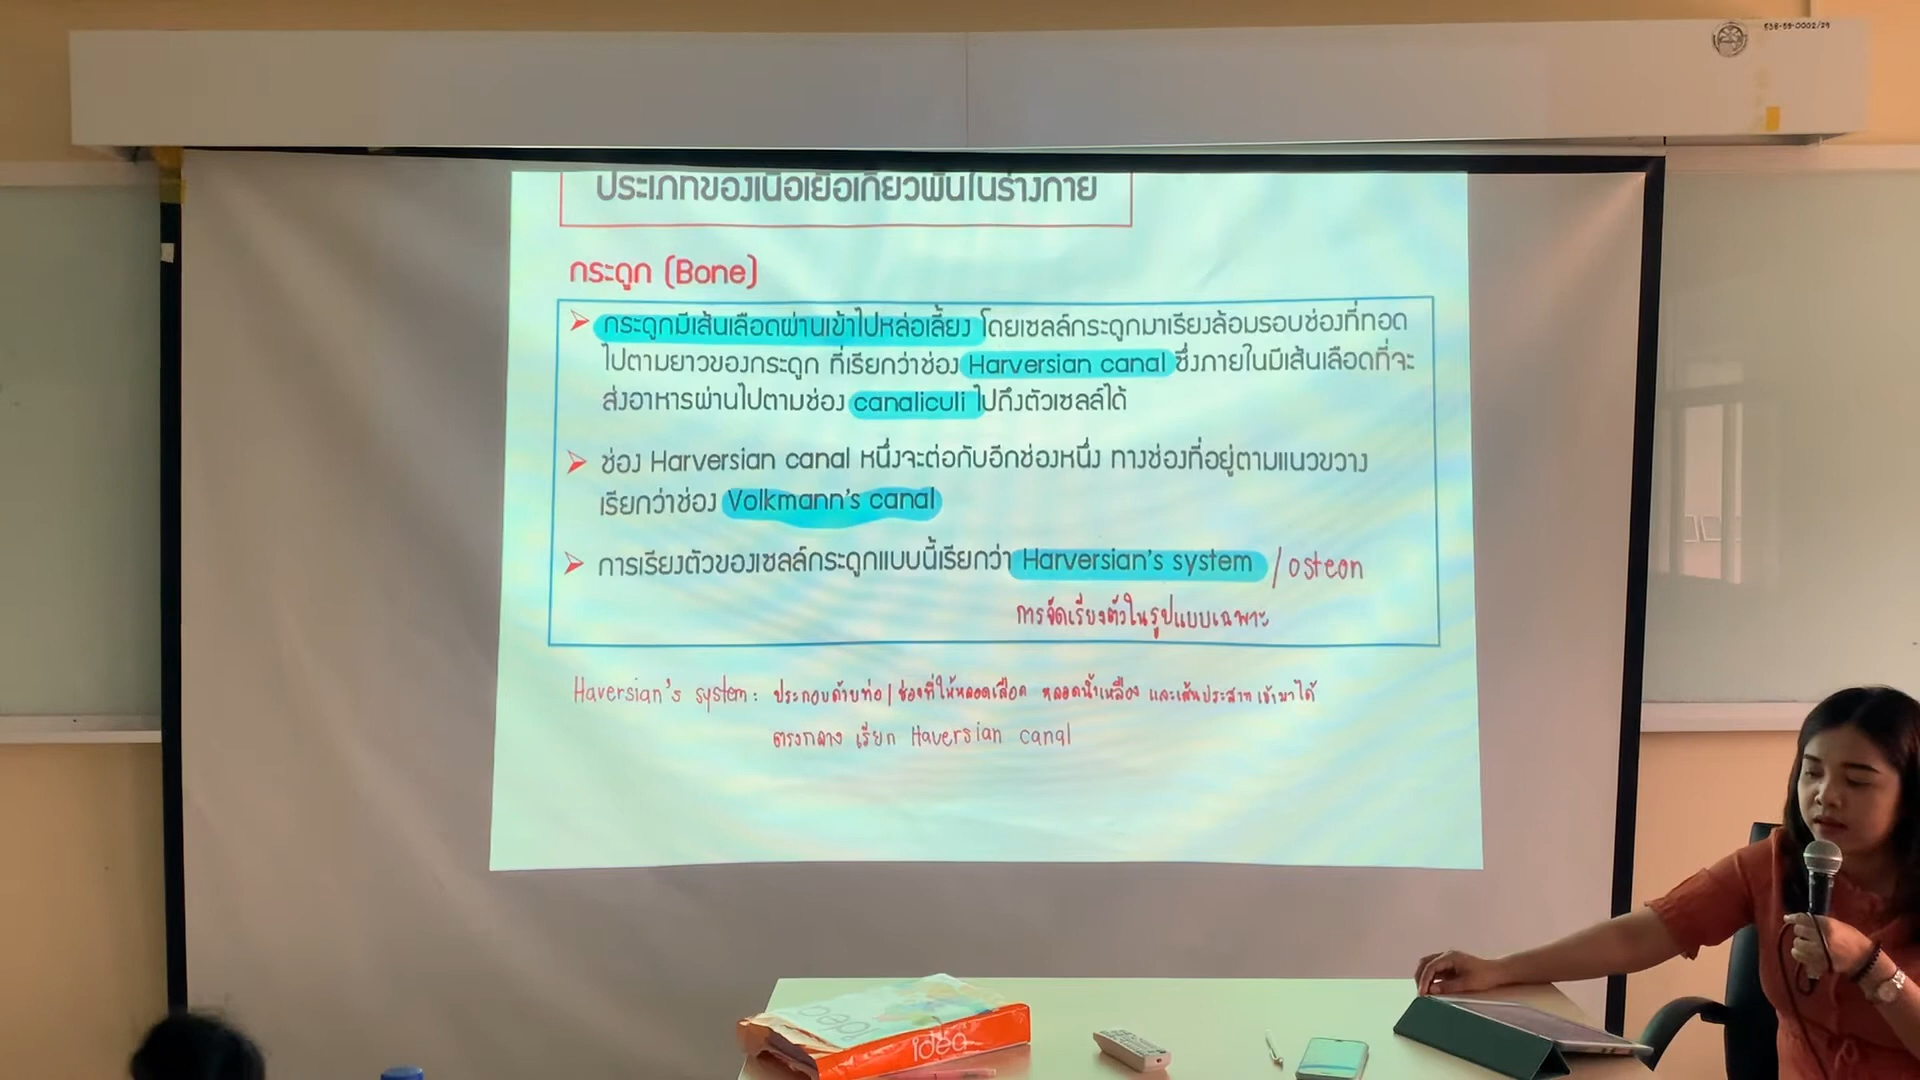 538-59-0002/29
ประเภทของเนื้อเยื่อเกี่ยวพันในร่างกาย
กระดูก (Bone)
➤ กระดูกมีเส้นเลือดผ่านเข้าไปหล่อเลี้ยง โดยเซลล์กระดูกมาเรียงล้อมรอบช่องที่ทอด
ไปตามยาวของกระดูก ที่เรียกว่าช่อง Harversian canal ซึ่งภายในมีเส้นเลือดที่จะ
ส่งอาหารผ่านไปตามช่อง canaliculi ไปถึงตัวเซลล์ได้
➤ ช่อง Harversian canal หนึ่งจะต่อกับอีกช่องหนึ่ง ทางช่องที่อยู่ตามแนวขวาง
เรียกว่าช่อง Volkmann's canal
➤ การเรียงตัวของเซลล์กระดูกแบบนี้เรียกว่า Harversian's system / osteon
การจัดเรียงตัวในรูปแบบเฉพาะ
Haversian's system : ประกอบด้วยท่อ / ช่องที่ให้หลอดเลือด หลอดน้ำเหลือง และเส้นประสาท เข้ามาได้
ตรงกลาง เรียก Haversian canal
idea
idea